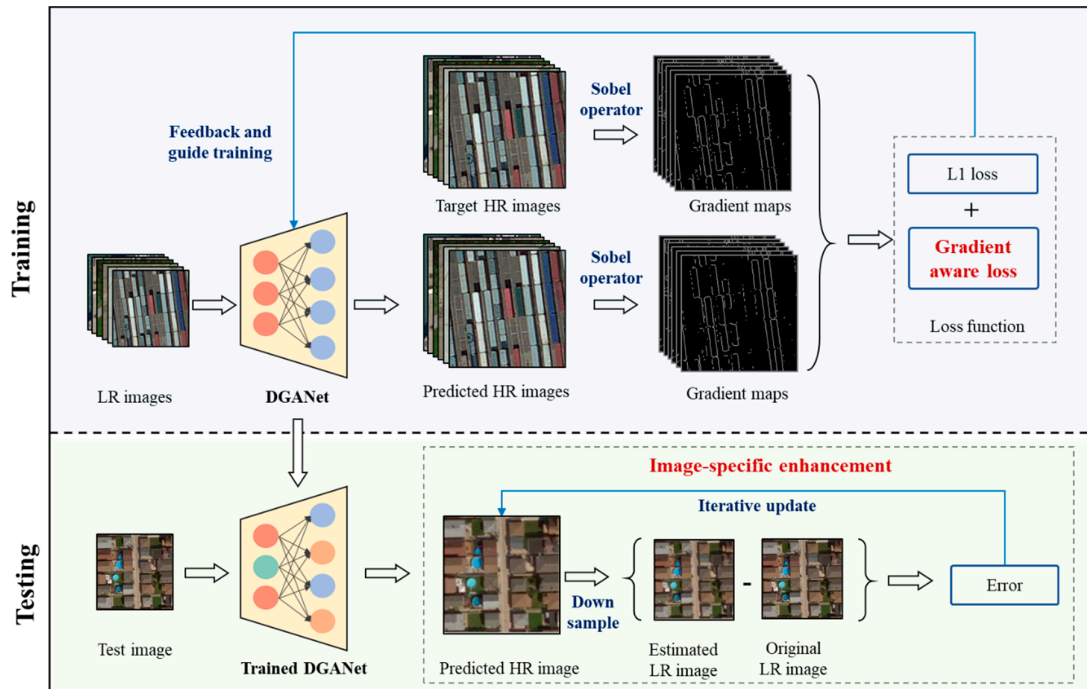 Training
Feedback and
guide training
Target HR images
Sobel
operator
Gradient maps
L1 loss
+
Gradient
aware loss
Loss function
LR images
DGANet
Predicted HR images
Sobel
operator
Gradient maps
Testing
Image-specific enhancement
Iterative update
Test image
Trained DGANet
Predicted HR image
Down
sample
Estimated
LR image
-
Original
LR image
Error